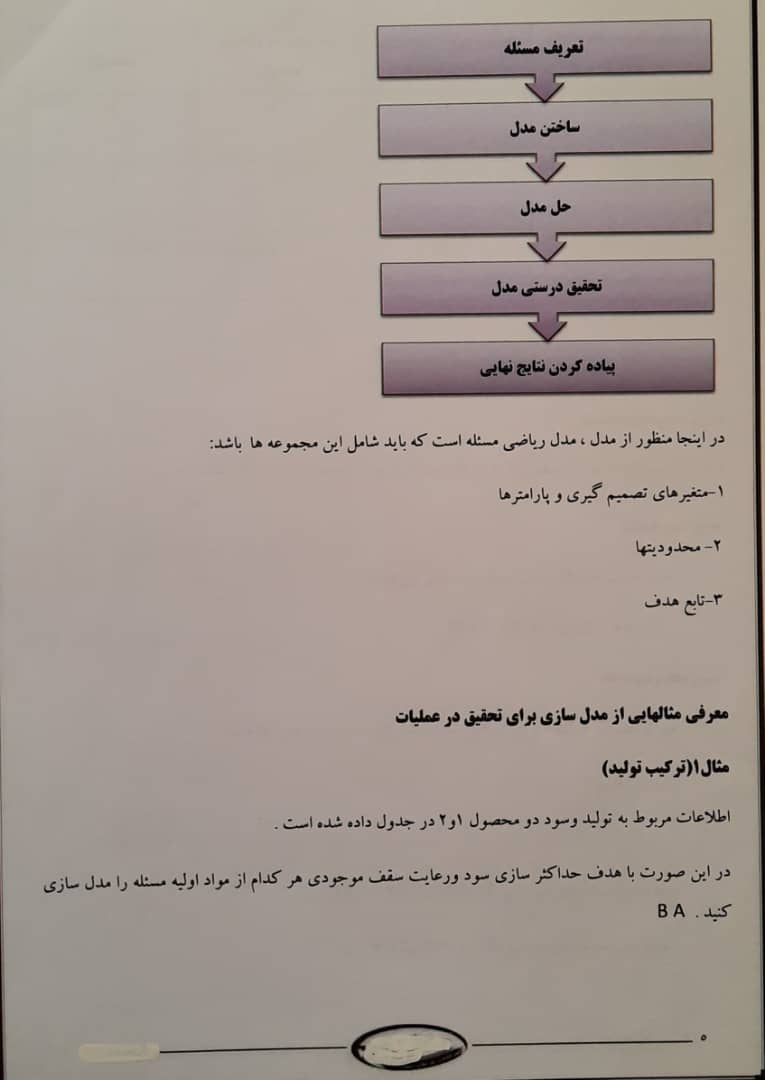 تعریف مسئله
ساختن مدل
حل مدل
تحقیق درستی مدل
پیاده کردن نتایج نهایی
در اینجا منظور از مدل ، مدل ریاضی مسئله است که باید شامل این مجموعه ها باشد:
۱-متغیرهای تصمیم گیری و پارامترها
۲- محدودیتها
۳-تابع هدف
معرفی مثالهایی از مدل سازی برای تحقیق در عملیات
مثال۱(ترکیب تولید)
اطلاعات مربوط به تولید وسود دو محصول ۱و۲ در جدول داده شده است .
در این صورت با هدف حداکثر سازی سود ورعایت سقف موجودی هر کدام از مواد اولیه مسئله را مدل سازی
کنید . B A
۵